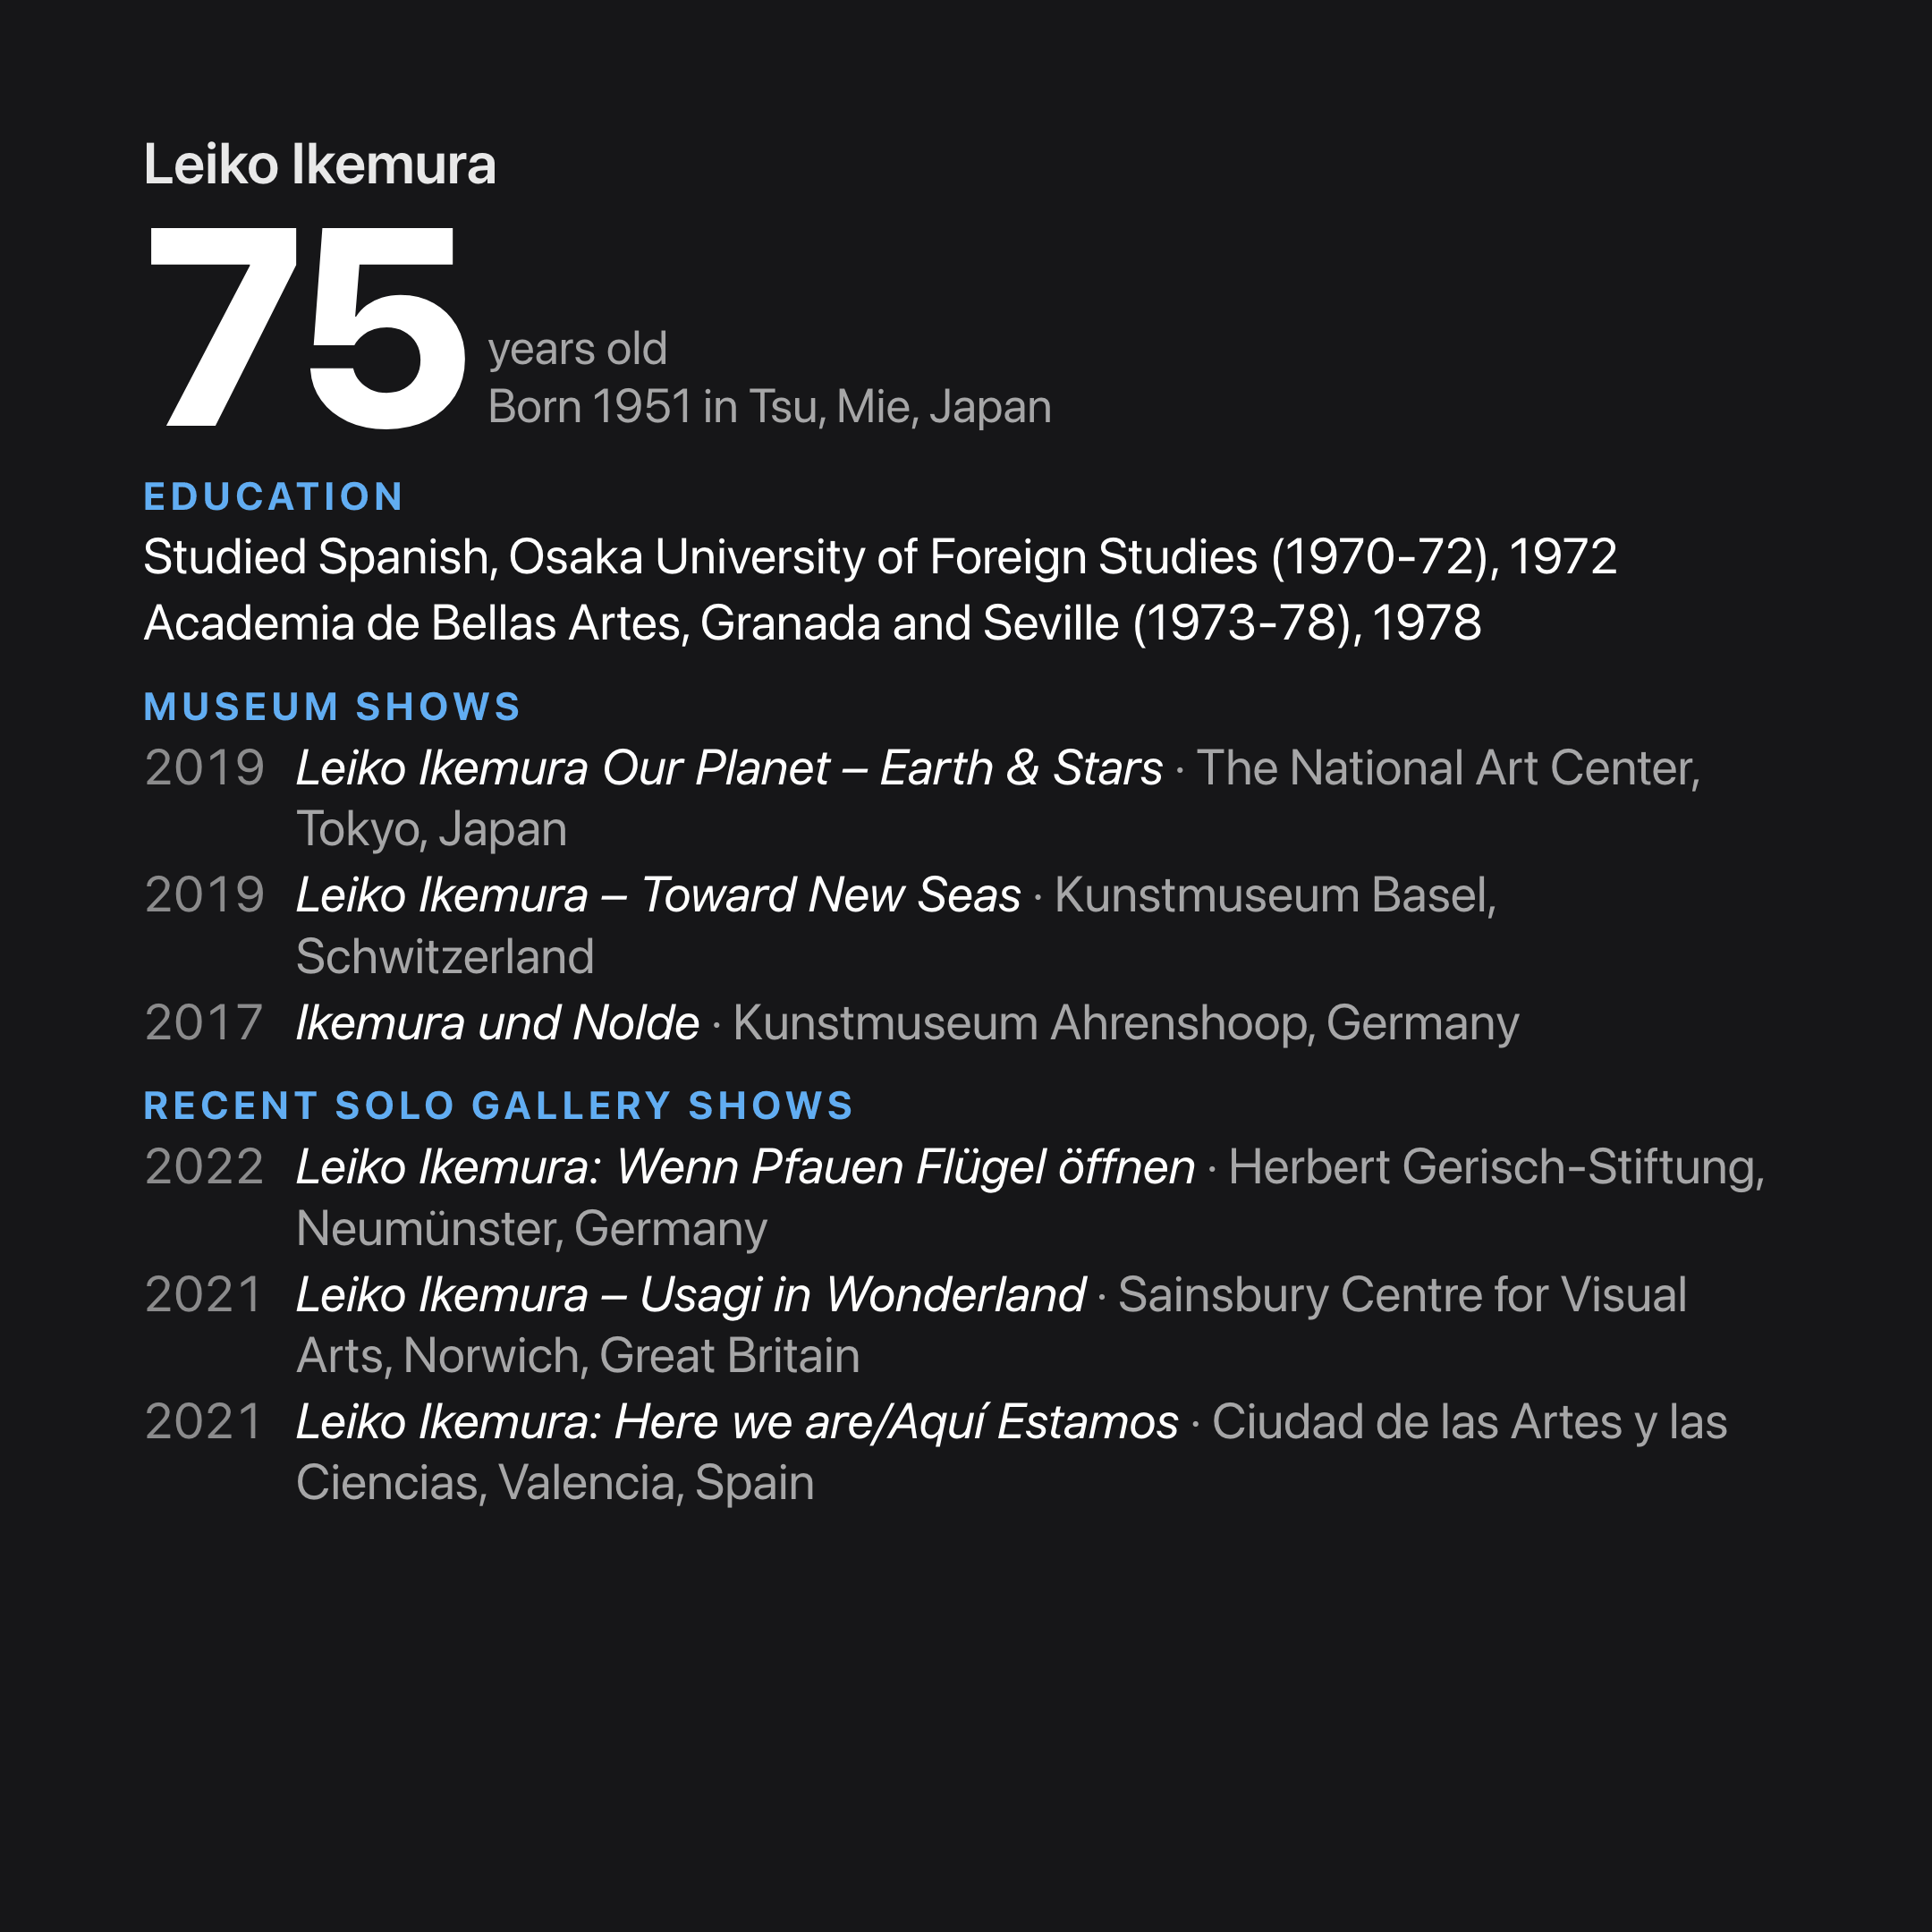 Leiko Ikemura
75 years old
Born 1951 in Tsu, Mie, Japan
EDUCATION
Studied Spanish, Osaka University of Foreign Studies (1970-72), 1972
Academia de Bellas Artes, Granada and Seville (1973-78), 1978
MUSEUM SHOWS
2019 Leiko Ikemura Our Planet – Earth & Stars · The National Art Center,
Tokyo, Japan
2019 Leiko Ikemura – Toward New Seas · Kunstmuseum Basel,
Schwitzerland
2017 Ikemura und Nolde · Kunstmuseum Ahrenshoop, Germany
RECENT SOLO GALLERY SHOWS
2022 Leiko Ikemura: Wenn Pfauen Flügel öffnen · Herbert Gerisch-Stiftung,
Neumünster, Germany
2021 Leiko Ikemura – Usagi in Wonderland · Sainsbury Centre for Visual
Arts, Norwich, Great Britain
2021 Leiko Ikemura: Here we are/Aquí Estamos · Ciudad de las Artes y las
Ciencias, Valencia, Spain